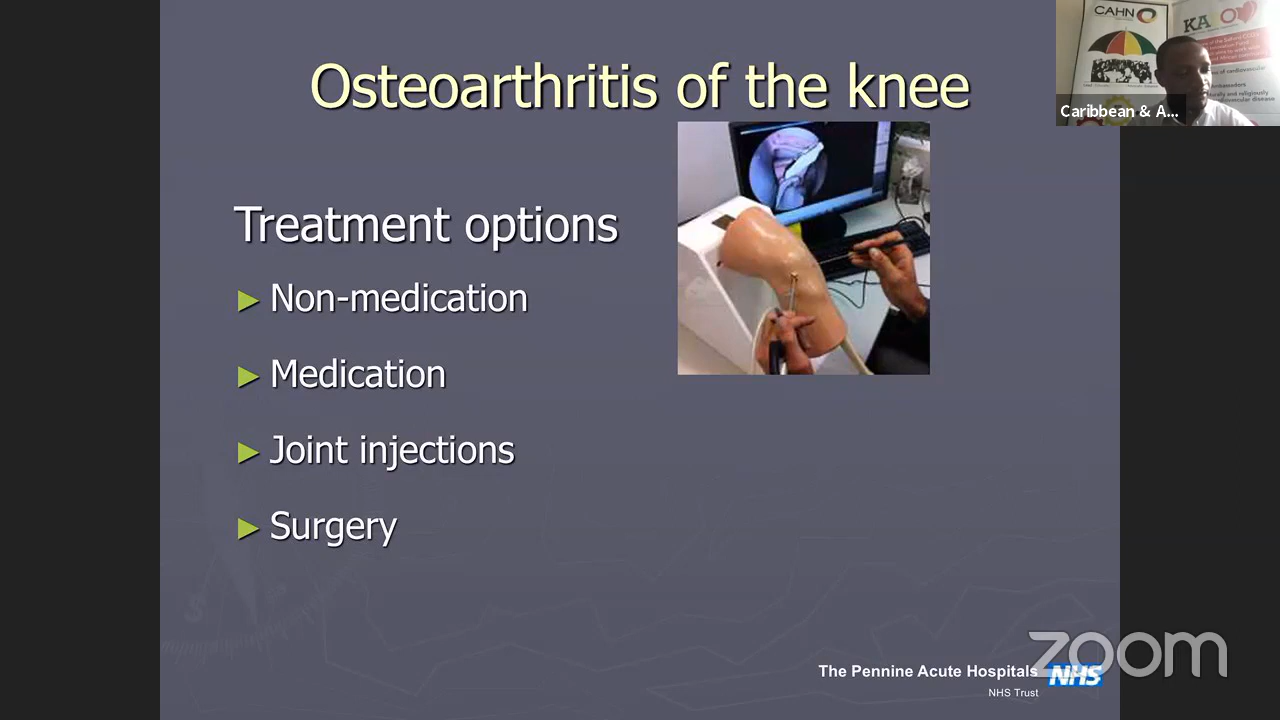 Osteoarthritis of the knee
Treatment options
Non-medication
Medication
Joint injections
Surgery
The Pennine Acute Hospitals
NHS
NHS Trust
zoom
CAHN
Caribbean & A...